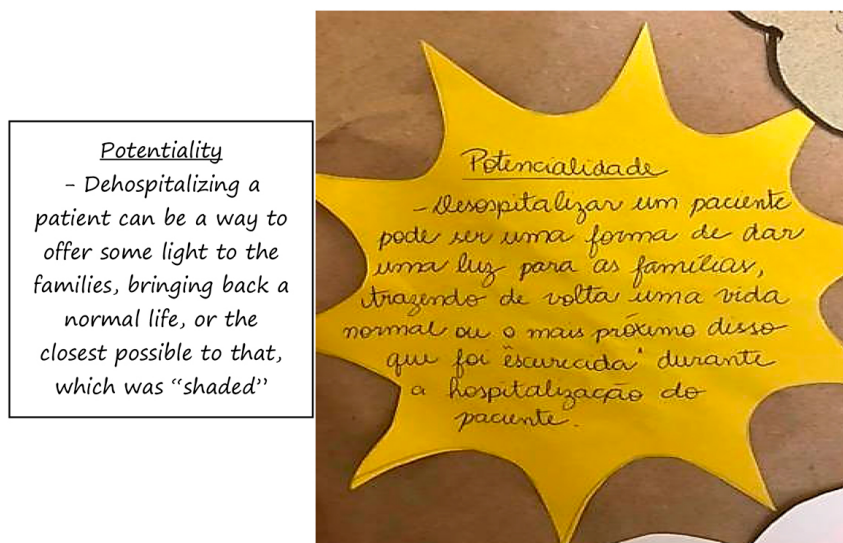 Potentiality
- Dehospitalizing a
patient can be a way to
offer some light to the
families, bringing back a
normal life, or the
closest possible to that,
which was “shaded”
Potencialidade
- Desospitalizar um paciente
pode ser uma forma de dar
uma luz para as famílias,
trazendo de volta uma vida
normal ou o mais próximo disso
que foi "escurecida" durante
a hospitalização do
paciente.